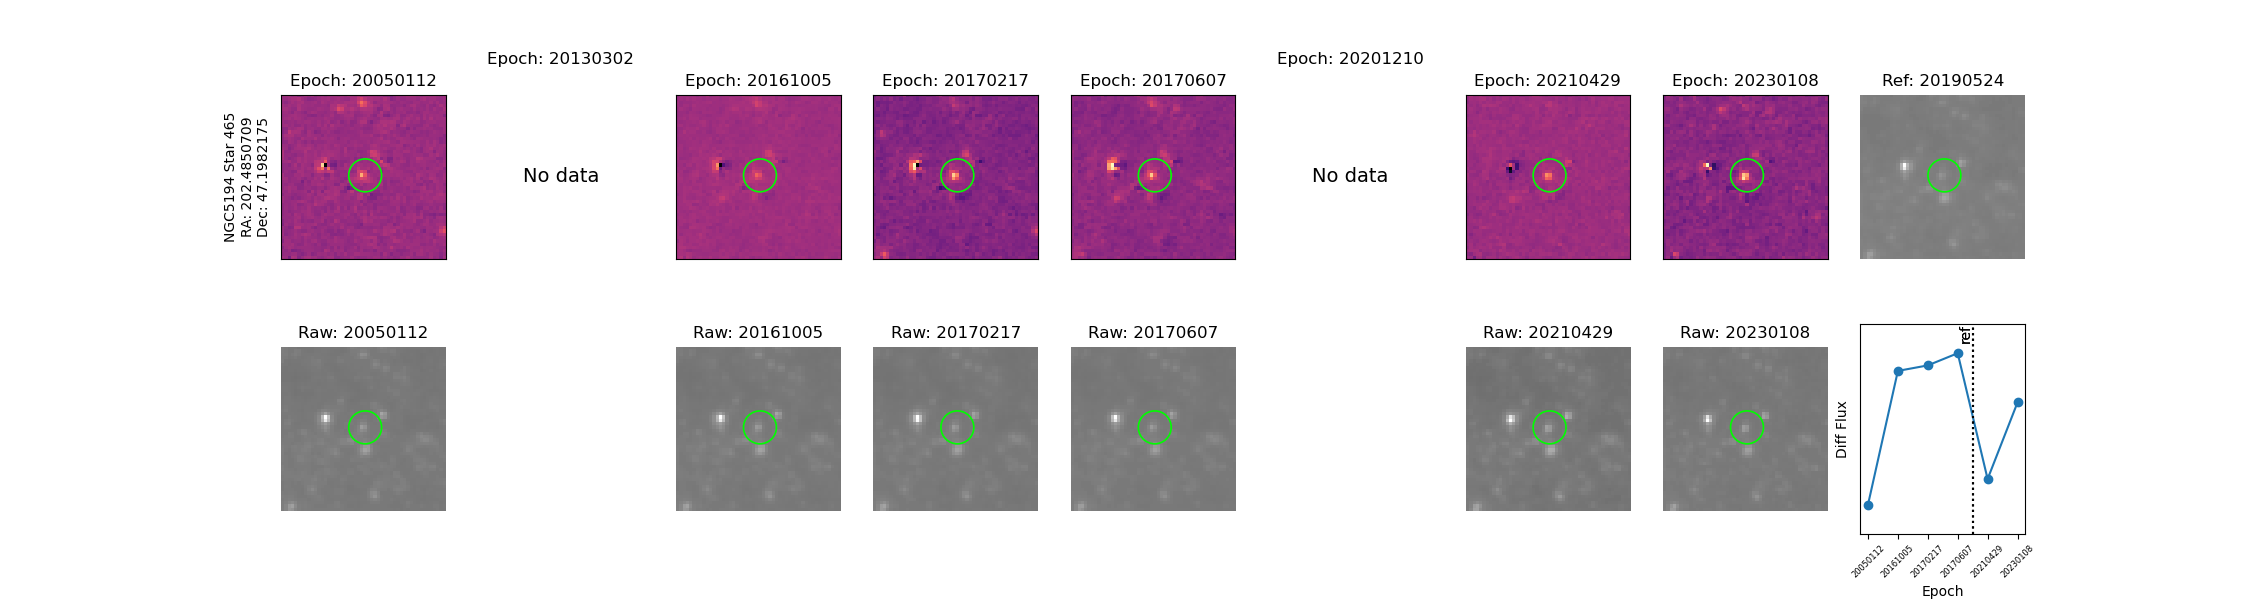 Epoch: 20130302
Epoch: 20201210
Epoch: 20050112
Epoch: 20161005
Epoch: 20170217
Epoch: 20170607
Epoch: 20210429
Epoch: 20230108
Ref: 20190524
NGC5194 Star 465
RA: 202.4850709
Dec: 47.1982175
No data
No data
Raw: 20050112
Raw: 20161005
Raw: 20170217
Raw: 20170607
Raw: 20210429
Raw: 20230108
ref
Diff Flux
20050112
20161005
20170217
20170607
20210429
20230108
Epoch